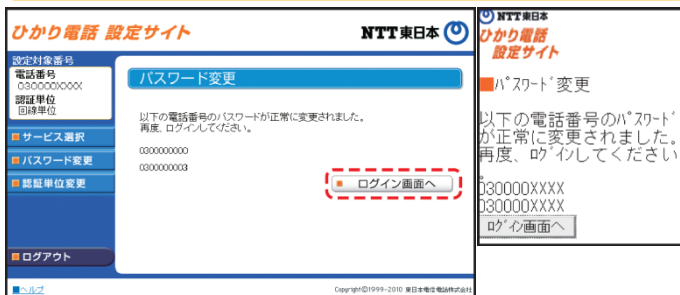 ひかり電話 設定サイト
NTT東日本
設定対象番号
電話番号
030000XXXX
認証単位
回線単位
サービス選択
パスワード変更
認証単位変更
ログアウト
ヘルプ
パスワード変更
以下の電話番号のパスワードが正常に変更されました。
再度、ログインしてください。
0300000000
0300000003
ログイン画面へ
Copyright©1999-2010 東日本電信電話株式会社
NTT東日本
ひかり電話
設定サイト
ﾊﾟｽﾜｰﾄﾞ変更
以下の電話番号のﾊﾟｽﾜｰﾄﾞ
が正常に変更されました。
再度、ﾛｸﾞｲﾝしてください
。
030000XXXX
030000XXXX
ﾛｸﾞｲﾝ画面へ